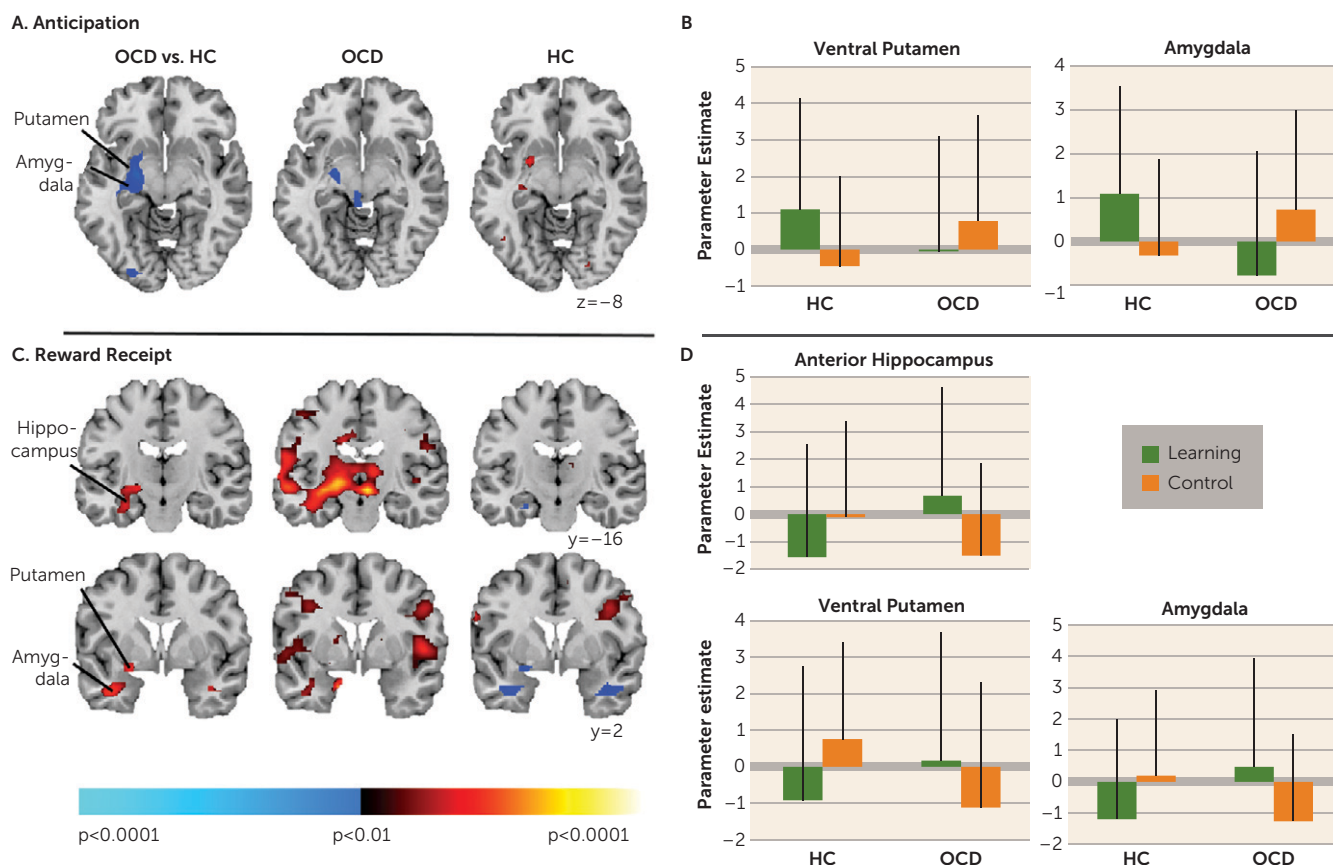 A. Anticipation
OCD vs. HC
OCD
HC
Putamen
Amyg-
dala
z=−8
B
Ventral Putamen
Parameter Estimate
5
4
3
2
1
0
−1
HC
OCD
Amygdala
4
3
2
1
0
−1
HC
OCD
C. Reward Receipt
Hippo-
campus
y=−16
Putamen
Amyg-
dala
y=2
p<0.0001
p<0.01
p<0.0001
D
Anterior Hippocampus
Parameter Estimate
5
4
3
2
1
0
−1
−2
Learning
Control
Ventral Putamen
Parameter estimate
4
3
2
1
0
−1
−2
HC
OCD
Amygdala
5
4
3
2
1
0
−1
−2
HC
OCD